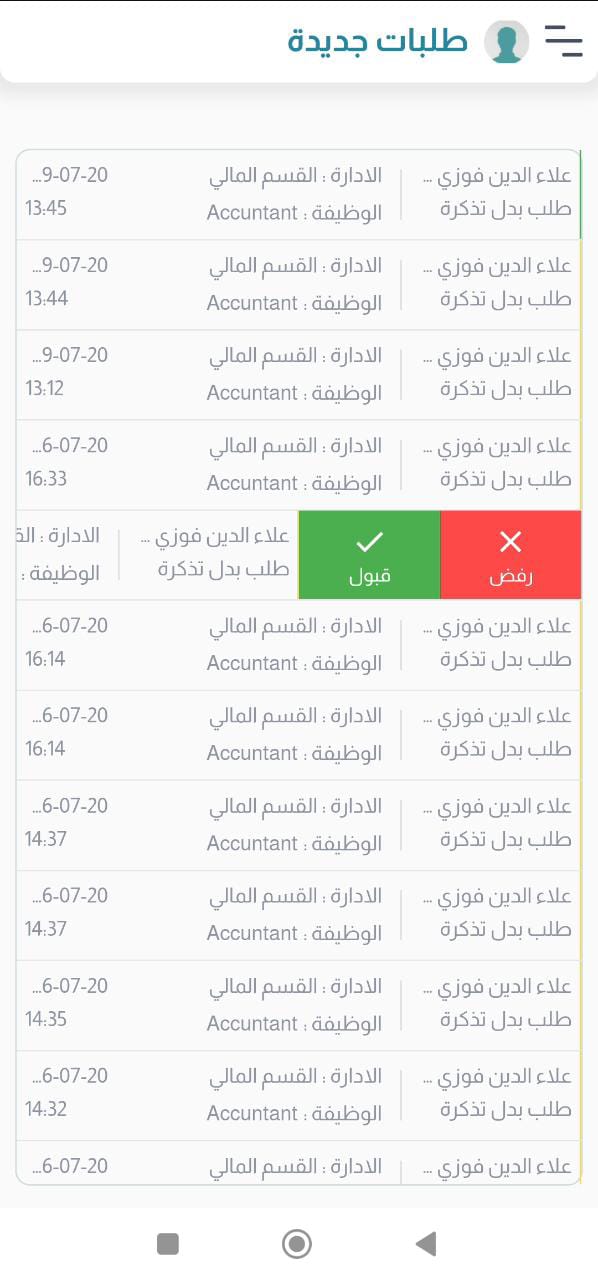 طلبات جديدة
علاء الدين فوزي ...
طلب بدل تذكرة
الادارة : القسم المالي
الوظيفة : Accuntant
9-07-20...
13:45
علاء الدين فوزي ...
طلب بدل تذكرة
الادارة : القسم المالي
الوظيفة : Accuntant
9-07-20...
13:44
علاء الدين فوزي ...
طلب بدل تذكرة
الادارة : القسم المالي
الوظيفة : Accuntant
9-07-20...
13:12
علاء الدين فوزي ...
طلب بدل تذكرة
الادارة : القسم المالي
الوظيفة : Accuntant
6-07-20...
16:33
رفض
قبول
علاء الدين فوزي ...
طلب بدل تذكرة
الادارة : الق
الوظيفة :
علاء الدين فوزي ...
طلب بدل تذكرة
الادارة : القسم المالي
الوظيفة : Accuntant
6-07-20...
16:14
علاء الدين فوزي ...
طلب بدل تذكرة
الادارة : القسم المالي
الوظيفة : Accuntant
6-07-20...
16:14
علاء الدين فوزي ...
طلب بدل تذكرة
الادارة : القسم المالي
الوظيفة : Accuntant
6-07-20...
14:37
علاء الدين فوزي ...
طلب بدل تذكرة
الادارة : القسم المالي
الوظيفة : Accuntant
6-07-20...
14:37
علاء الدين فوزي ...
طلب بدل تذكرة
الادارة : القسم المالي
الوظيفة : Accuntant
6-07-20...
14:35
علاء الدين فوزي ...
طلب بدل تذكرة
الادارة : القسم المالي
الوظيفة : Accuntant
6-07-20...
14:32
علاء الدين فوزي ...
الادارة : القسم المالي
6-07-20...